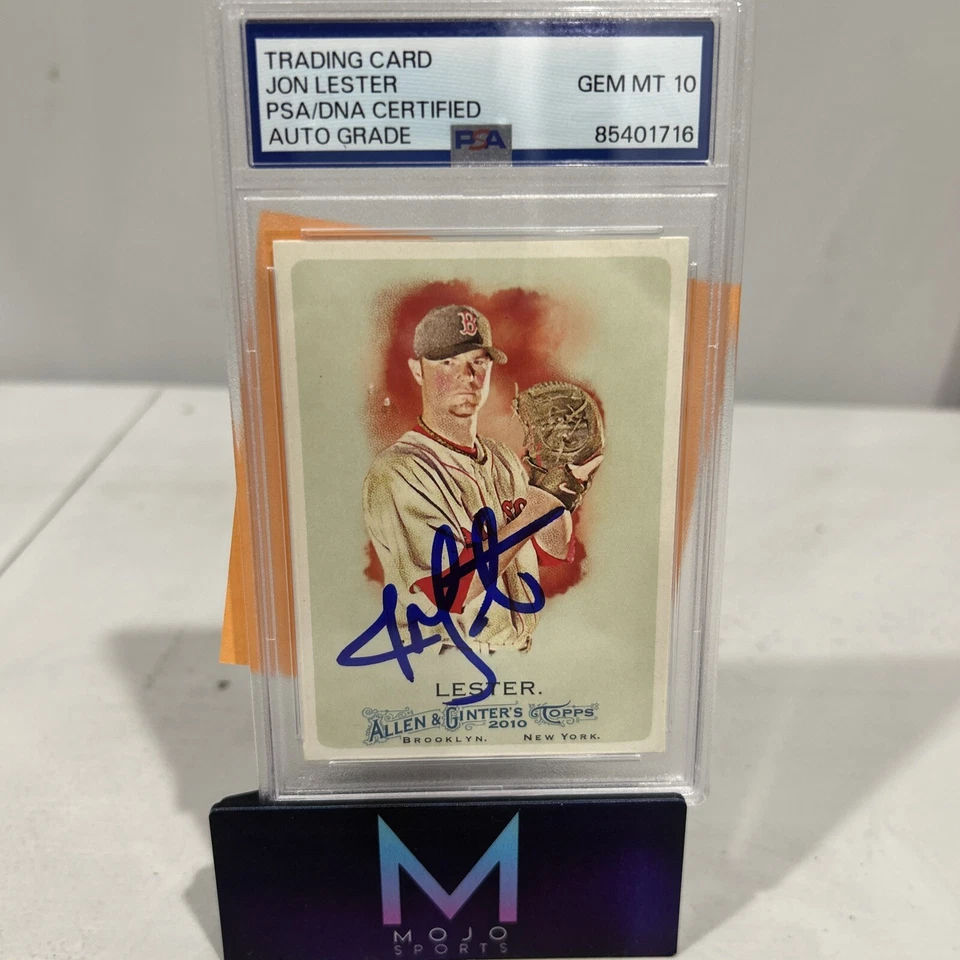 TRADING CARD
JON LESTER
PSA/DNA CERTIFIED
AUTO GRADE
GEM MT 10
85401716
PSA
B
LESTER.
ALLEN & GINTER'S TOPPS
2010
BROOKLYN. NEW YORK.
M
MOJO
SPORTS